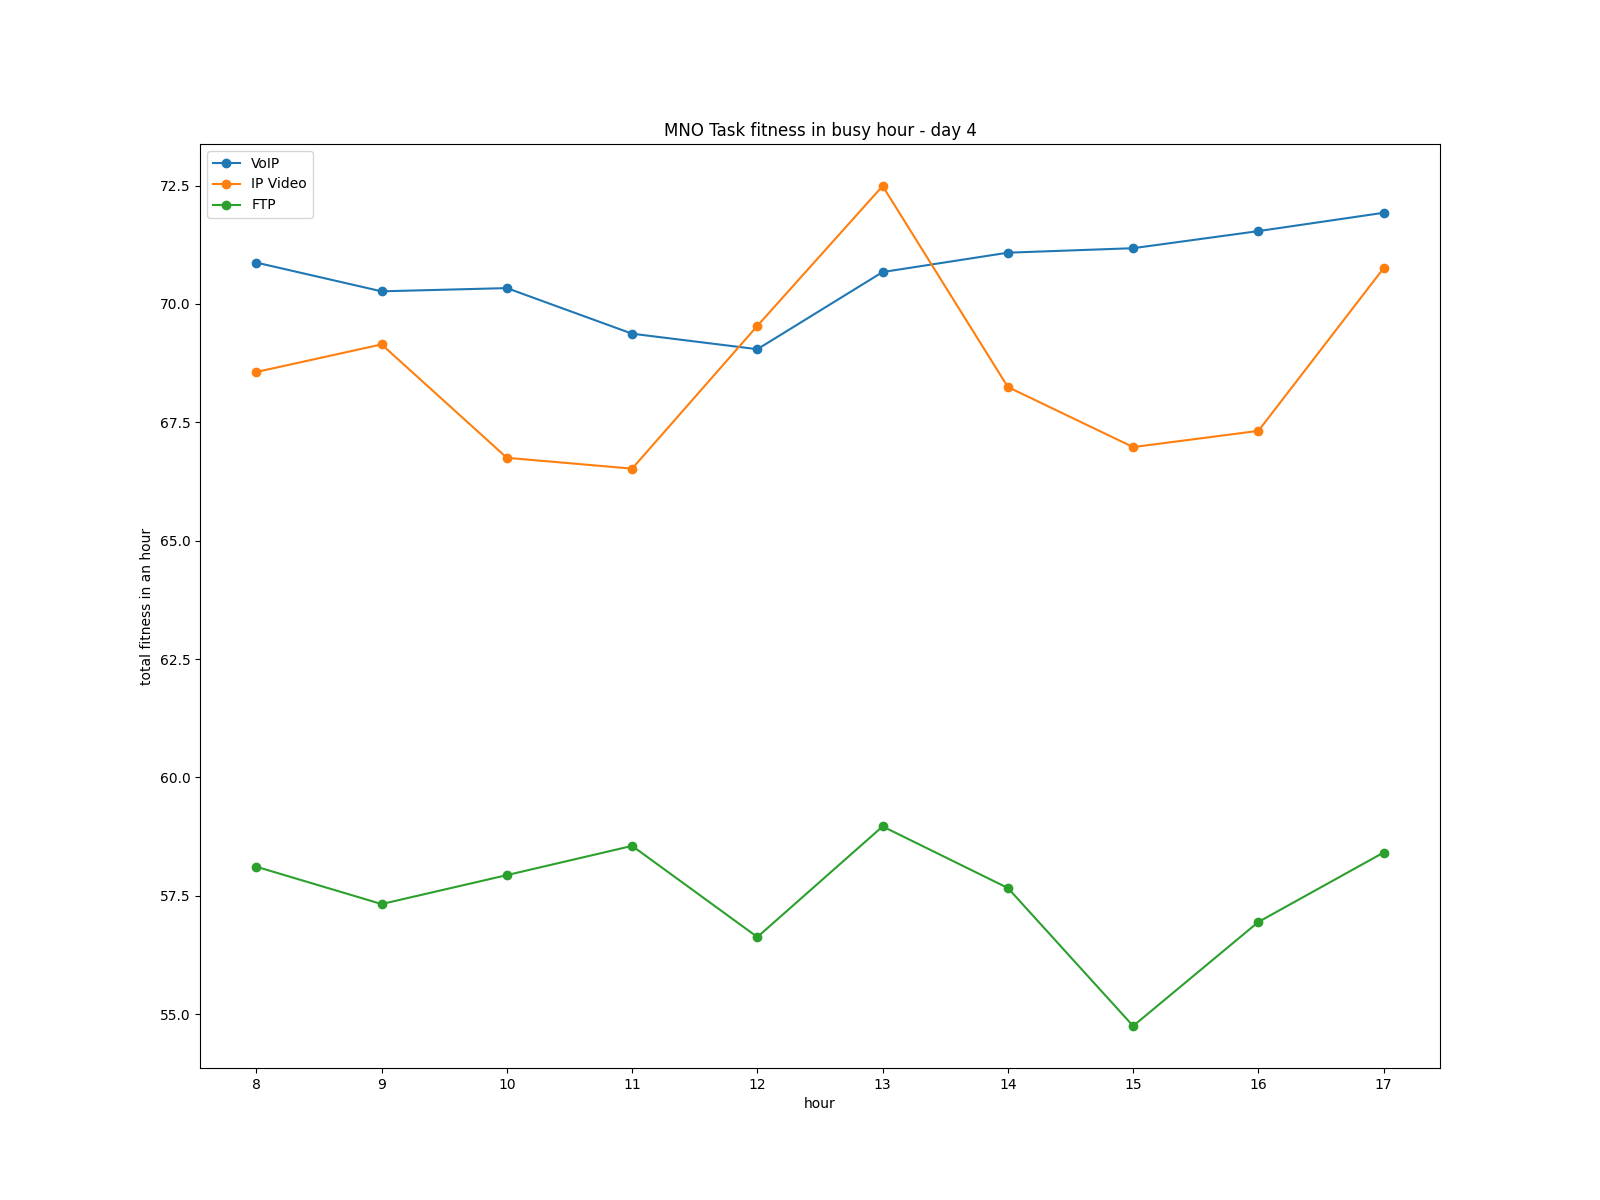 MNO Task fitness in busy hour - day 4
VoIP
IP Video
FTP
72.5
70.0
67.5
65.0
62.5
60.0
57.5
55.0
total fitness in an hour
8 9 10 11 12 13 14 15 16 17
hour